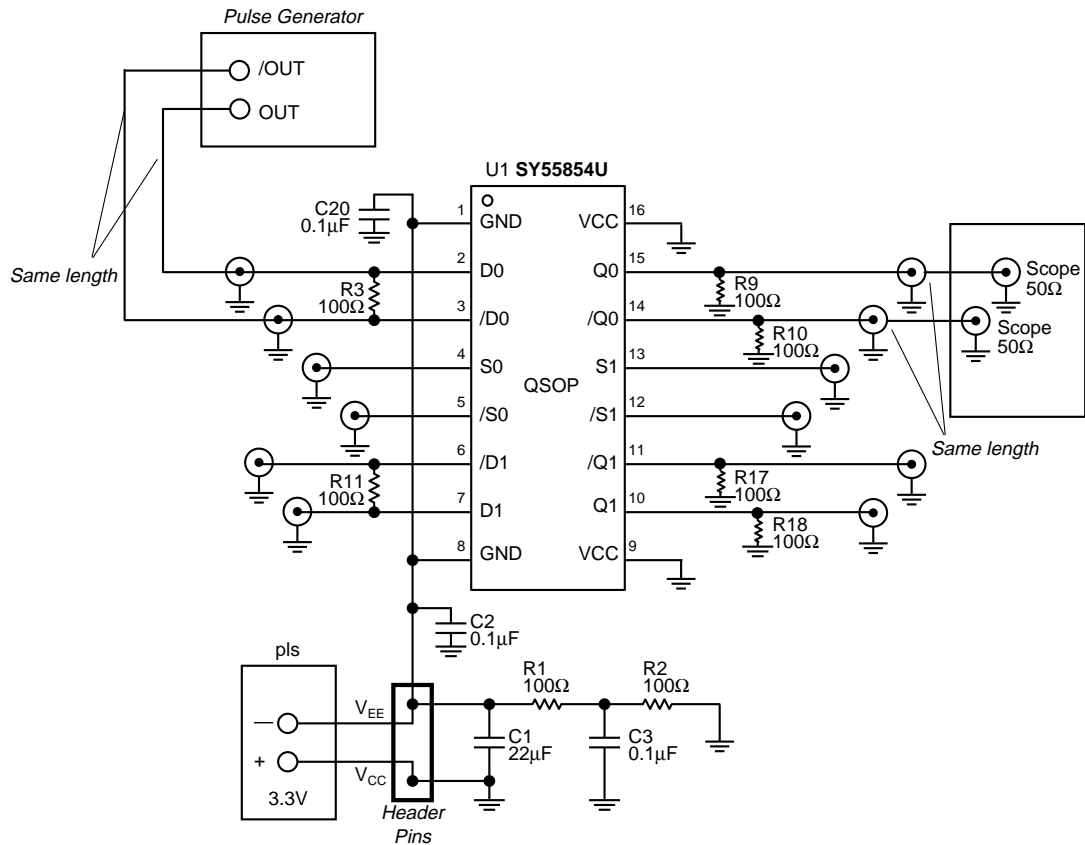 Pulse Generator
/OUT
OUT
Same length
U1 SY55854U
C20
0.1μF
1
GND
VCC
16
2
D0
Q0
15
R3
100Ω
R9
100Ω
Scope
50Ω
3
/D0
/Q0
14
R10
100Ω
Scope
50Ω
4
S0
S1
13
QSOP
5
/S0
/S1
12
Same length
6
/D1
/Q1
11
R11
100Ω
R17
100Ω
7
D1
Q1
10
R18
100Ω
8
GND
VCC
9
C2
0.1μF
pls
R1
100Ω
R2
100Ω
—
VEE
C1
22μF
C3
0.1μF
+
VCC
3.3V
Header
Pins